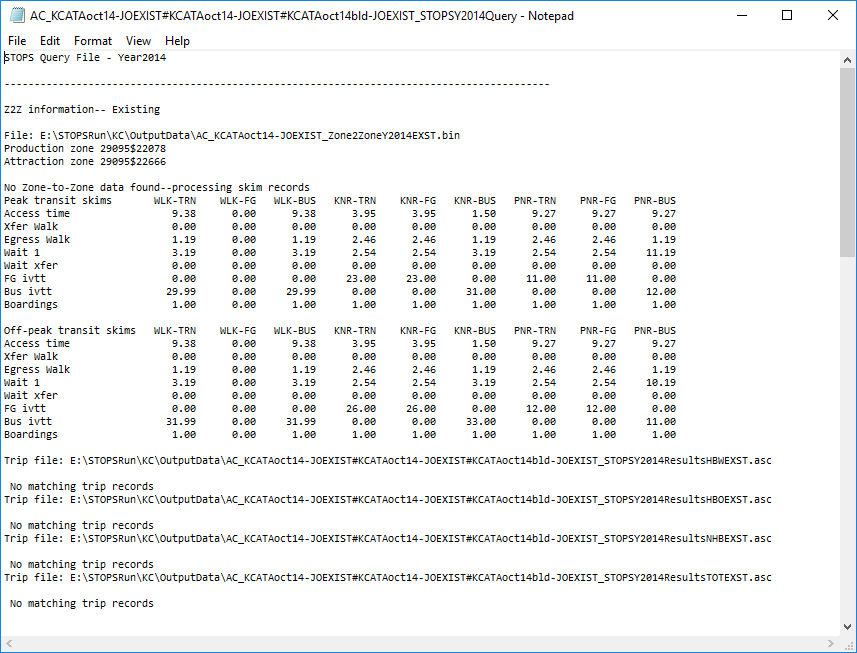 AC_KCATAoct14-JOEXIST#KCATAoct14-JOEXIST#KCATAoct14bld-JOEXIST_STOPSY2014Query - Notepad
File Edit Format View Help
STOPS Query File - Year2014
-------------------------------------------------------------------------------------------
Z2Z information-- Existing
File: E:\STOPSRun\KC\OutputData\AC_KCATAoct14-JOEXIST_Zone2ZoneY2014EXST.bin
Production zone 29095$22078
Attraction zone 29095$22666
No Zone-to-Zone data found--processing skim records
Peak transit skims WLK-TRN WLK-FG WLK-BUS KNR-TRN KNR-FG KNR-BUS PNR-TRN PNR-FG PNR-BUS
Access time 9.38 0.00 9.38 3.95 3.95 1.50 9.27 9.27 9.27
Xfer Walk 0.00 0.00 0.00 0.00 0.00 0.00 0.00 0.00 0.00
Egress Walk 1.19 0.00 1.19 2.46 2.46 1.19 2.46 2.46 1.19
Wait 1 3.19 0.00 3.19 2.54 2.54 3.19 2.54 2.54 11.19
Wait xfer 0.00 0.00 0.00 0.00 0.00 0.00 0.00 0.00 0.00
FG ivtt 0.00 0.00 0.00 23.00 23.00 0.00 11.00 11.00 0.00
Bus ivtt 29.99 0.00 29.99 0.00 0.00 31.00 0.00 0.00 12.00
Boardings 1.00 0.00 1.00 1.00 1.00 1.00 1.00 1.00 1.00
Off-peak transit skims WLK-TRN WLK-FG WLK-BUS KNR-TRN KNR-FG KNR-BUS PNR-TRN PNR-FG PNR-BUS
Access time 9.38 0.00 9.38 3.95 3.95 1.50 9.27 9.27 9.27
Xfer Walk 0.00 0.00 0.00 0.00 0.00 0.00 0.00 0.00 0.00
Egress Walk 1.19 0.00 1.19 2.46 2.46 1.19 2.46 2.46 1.19
Wait 1 3.19 0.00 3.19 2.54 2.54 3.19 2.54 2.54 10.19
Wait xfer 0.00 0.00 0.00 0.00 0.00 0.00 0.00 0.00 0.00
FG ivtt 0.00 0.00 0.00 26.00 26.00 0.00 12.00 12.00 0.00
Bus ivtt 31.99 0.00 31.99 0.00 0.00 33.00 0.00 0.00 11.00
Boardings 1.00 0.00 1.00 1.00 1.00 1.00 1.00 1.00 1.00
Trip file: E:\STOPSRun\KC\OutputData\AC_KCATAoct14-JOEXIST#KCATAoct14-JOEXIST#KCATAoct14bld-JOEXIST_STOPSY2014ResultsHBWEXST.asc
No matching trip records
Trip file: E:\STOPSRun\KC\OutputData\AC_KCATAoct14-JOEXIST#KCATAoct14-JOEXIST#KCATAoct14bld-JOEXIST_STOPSY2014ResultsHBOEXST.asc
No matching trip records
Trip file: E:\STOPSRun\KC\OutputData\AC_KCATAoct14-JOEXIST#KCATAoct14-JOEXIST#KCATAoct14bld-JOEXIST_STOPSY2014ResultsNHBEXST.asc
No matching trip records
Trip file: E:\STOPSRun\KC\OutputData\AC_KCATAoct14-JOEXIST#KCATAoct14-JOEXIST#KCATAoct14bld-JOEXIST_STOPSY2014ResultsTOTEXST.asc
No matching trip records